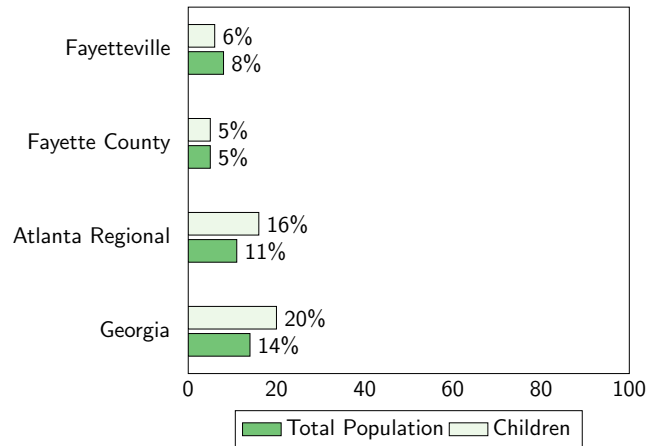 Fayetteville
6%
8%
Fayette County
5%
5%
Atlanta Regional
16%
11%
Georgia
20%
14%
0 20 40 60 80 100
Total Population Children